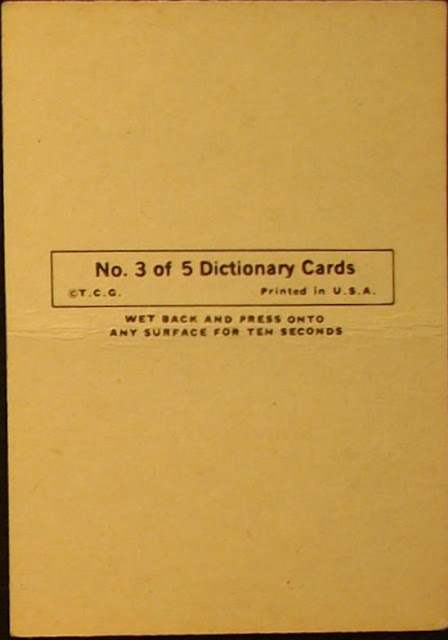 No. 3 of 5 Dictionary Cards
©T.C.G. Printed in U.S.A.
WET BACK AND PRESS ONTO
ANY SURFACE FOR TEN SECONDS